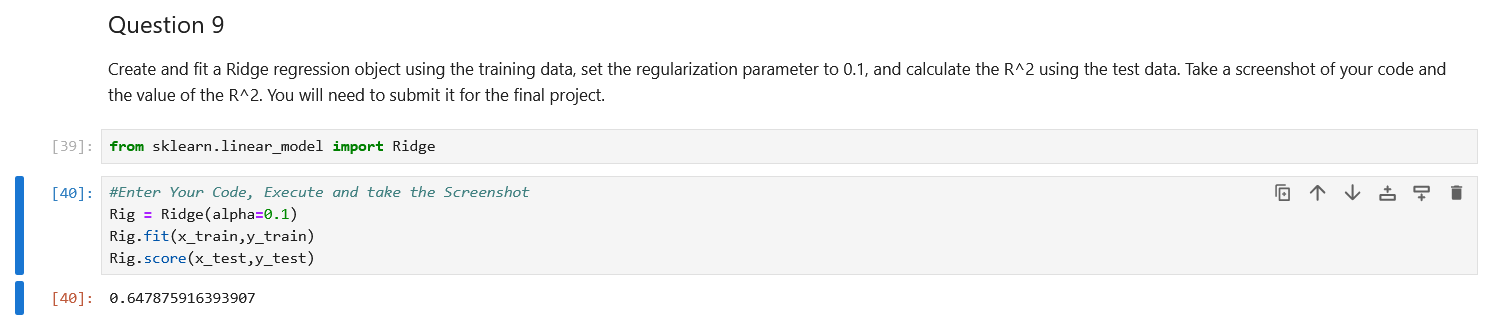 Question 9
Create and fit a Ridge regression object using the training data, set the regularization parameter to 0.1, and calculate the R^2 using the test data. Take a screenshot of your code and
the value of the R^2. You will need to submit it for the final project.
[39]: from sklearn.linear_model import Ridge
[40]: #Enter Your Code, Execute and take the Screenshot
Rig = Ridge(alpha=0.1)
Rig.fit(x_train,y_train)
Rig.score(x_test,y_test)
[40]: 0.647875916393907